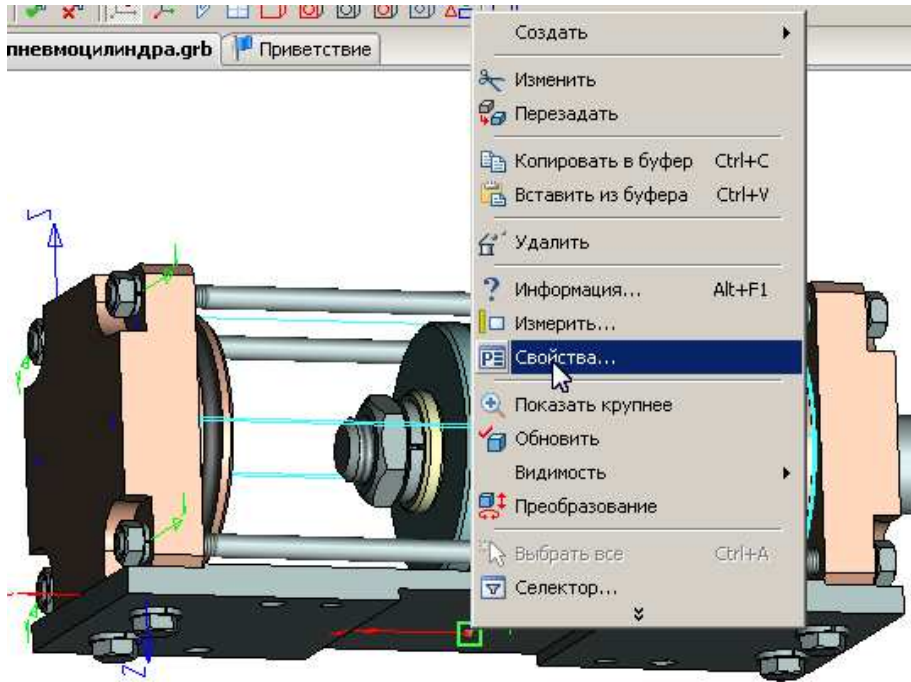 пневмоцилиндра.grb Приветствие
Создать
Изменить
Перезадать
Копировать в буфер Ctrl+C
Вставить из буфера Ctrl+V
Удалить
Информация... Alt+F1
Измерить...
Свойства...
Показать крупнее
Обновить
Видимость
Преобразование
Выбрать все Ctrl+A
Селектор...